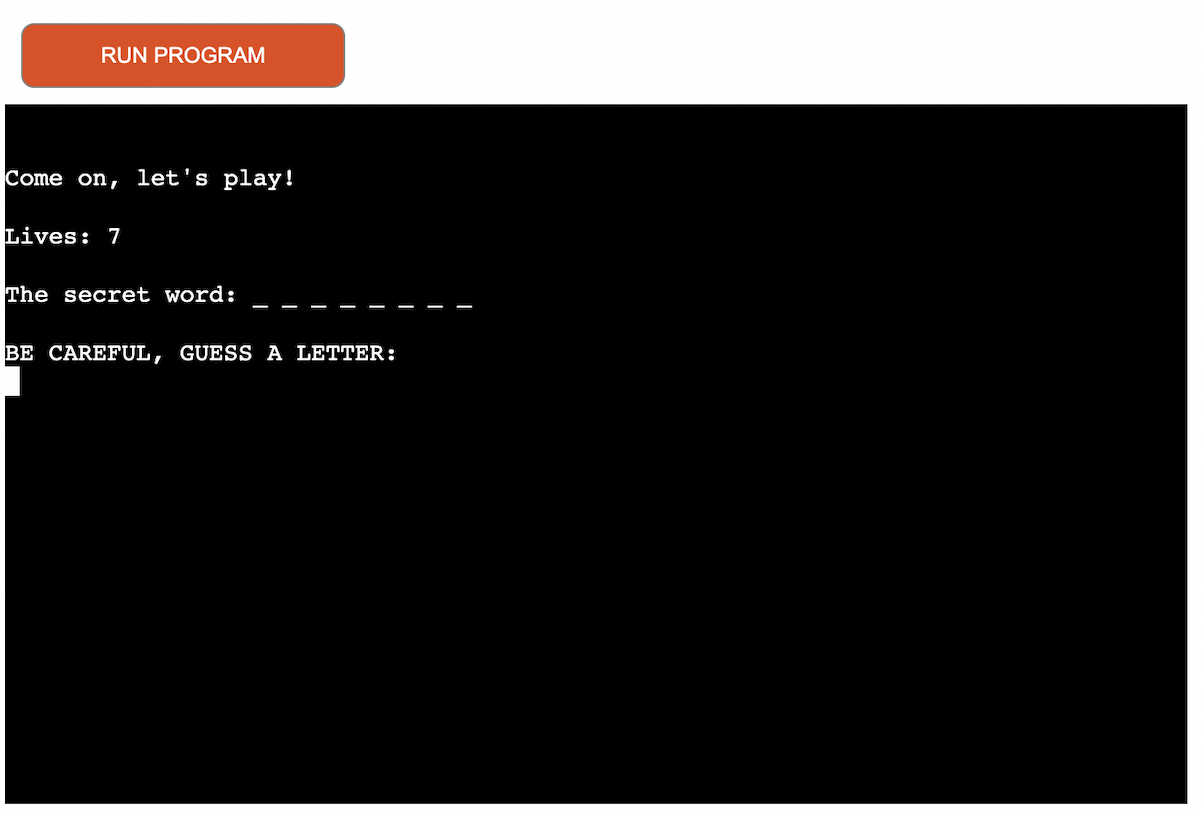 RUN PROGRAM
Come on, let's play!
Lives: 7
The secret word: _ _ _ _ _ _ _ _
BE CAREFUL, GUESS A LETTER: